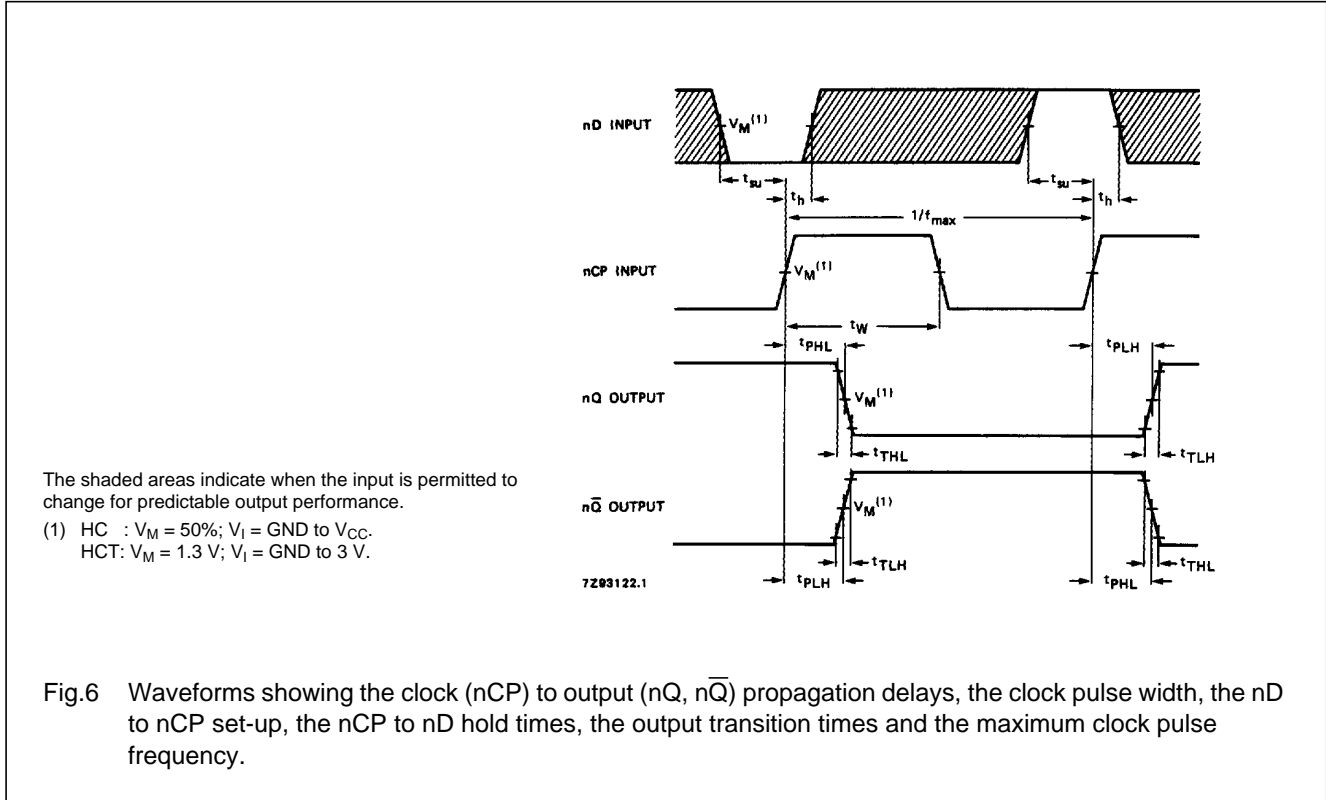 nD INPUT
V_M(1)
t_su
t_h
t_su
t_h
1/f_max
nCP INPUT
V_M(1)
t_W
t_PHL
t_PLH
nQ OUTPUT
V_M(1)
t_THL
t_TLH
nQ̅ OUTPUT
V_M(1)
t_TLH
t_THL
t_PLH
t_PHL
7Z93122.1
The shaded areas indicate when the input is permitted to
change for predictable output performance.
(1) HC : V_M = 50%; V_I = GND to V_CC.
HCT: V_M = 1.3 V; V_I = GND to 3 V.
Fig.6 Waveforms showing the clock (nCP) to output (nQ, nQ̅) propagation delays, the clock pulse width, the nD
to nCP set-up, the nCP to nD hold times, the output transition times and the maximum clock pulse
frequency.